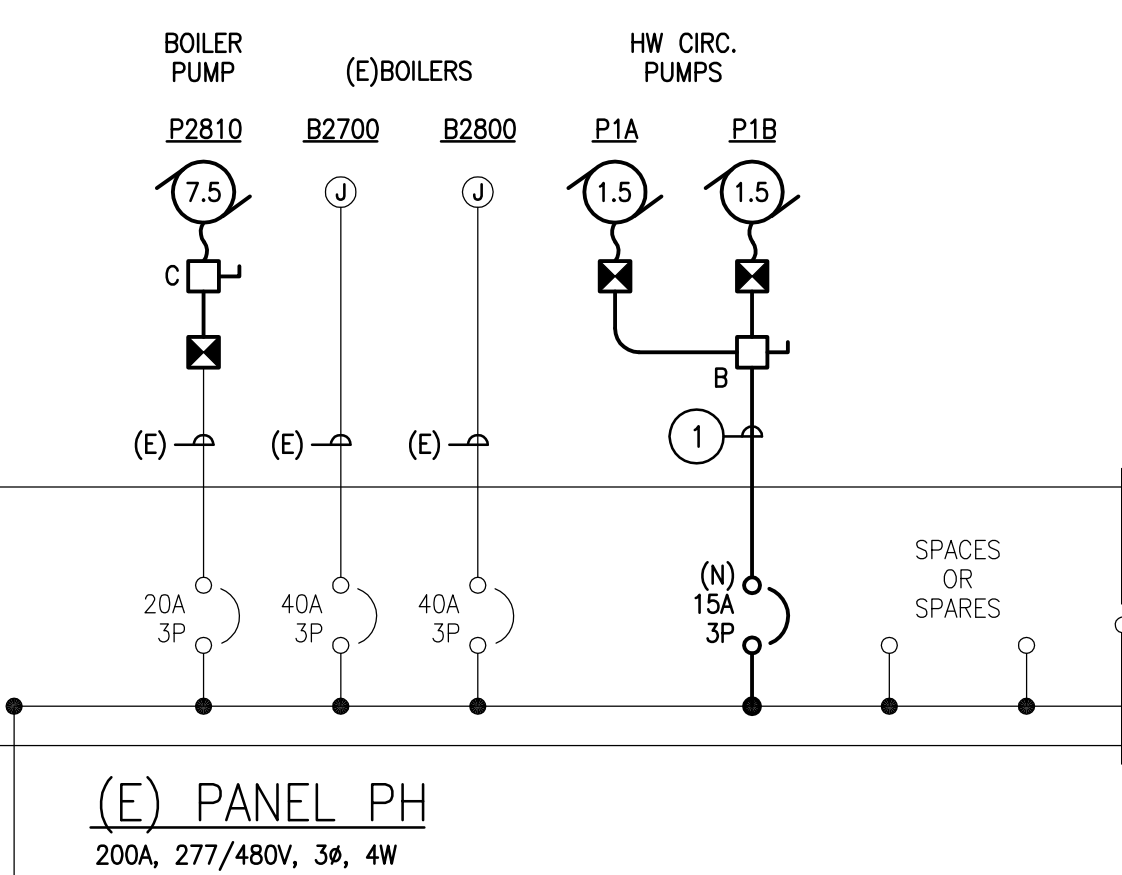 BOILER
PUMP
(E)BOILERS
HW CIRC.
PUMPS
P2810
B2700
B2800
P1A
P1B
7.5
J
J
1.5
1.5
C
B
(E)
(E)
(E)
1
20A
3P
40A
3P
40A
3P
(N)
15A
3P
SPACES
OR
SPARES
(E) PANEL PH
200A, 277/480V, 3ø, 4W